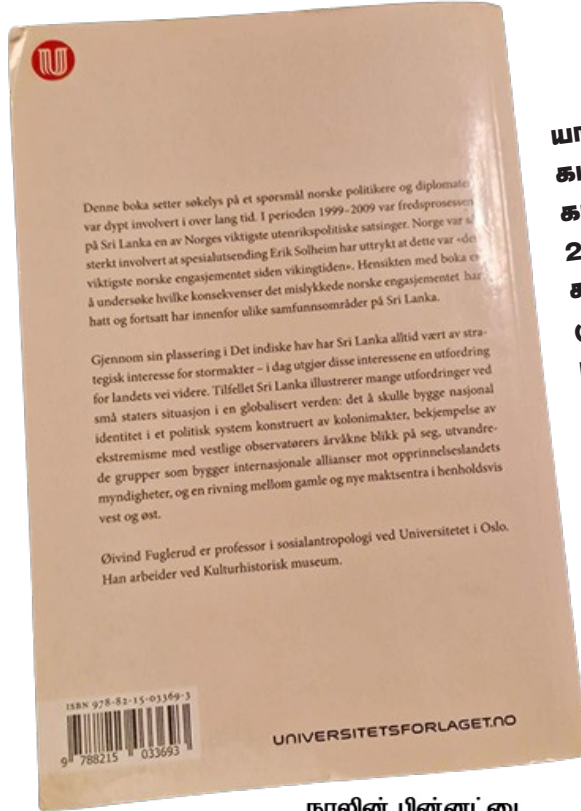 Denne boka setter søkelys på et spørsmål norske politikere og diplomater
var dypt involvert i over lang tid. I perioden 1999–2009 var fredsprosessen
på Sri Lanka en av Norges viktigste utenrikspolitiske satsinger. Norge var så
sterkt involvert at spesialutsending Erik Solheim har uttrykt at dette var «det
viktigste norske engasjementet siden vikingtiden». Hensikten med boka er
å undersøke hvilke konsekvenser det mislykkede norske engasjementet har
hatt og fortsatt har innenfor ulike samfunnsområder på Sri Lanka.
Gjennom sin plassering i Det indiske hav har Sri Lanka alltid vært av stra-
tegisk interesse for stormakter – i dag utgjør disse interessene en utfordring
for landets vei videre. Tilfellet Sri Lanka illustrerer mange utfordringer ved
små staters situasjon i en globalisert verden: det å skulle bygge nasjonal
identitet i et politisk system konstruert av kolonimakter, bekjempelse av
ekstremisme med vestlige observatørers årvåkne blikk på seg, utvandre-
de grupper som bygger internasjonale allianser mot opprinnelseslandets
myndigheter, og en rivning mellom gamle og nye maktsentra i henholdsvis
vest og øst.
Øivind Fuglerud er professor i sosialantropologi ved Universitetet i Oslo.
Han arbeider ved Kulturhistorisk museum.
ISBN 978-82-15-03369-3
9 788215 033693
UNIVERSITETSFORLAGET.NO
நூலின் பின்னட்டை